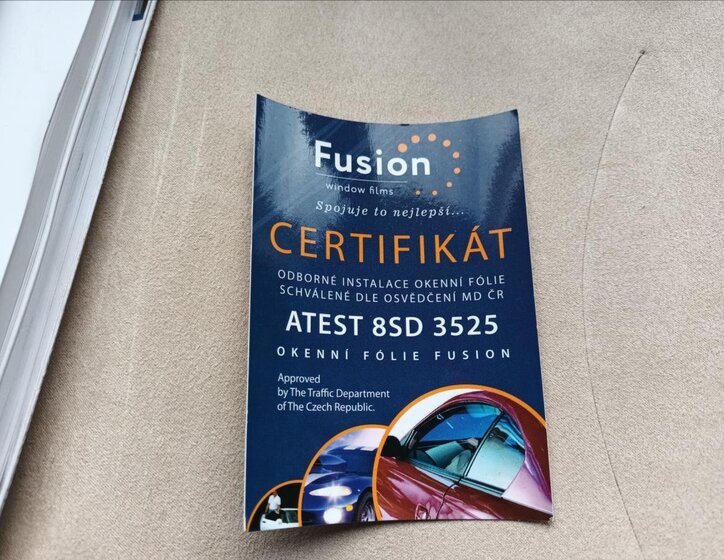 Fusion
window films
Spojuje to nejlepší...
CERTIFIKÁT
ODBORNÉ INSTALACE OKENNÍ FÓLIE
SCHVÁLENÉ DLE OSVĚDČENÍ MD ČR
ATEST 8SD 3525
OKENNÍ FÓLIE FUSION
Approved
by The Traffic Department
of The Czech Republic.